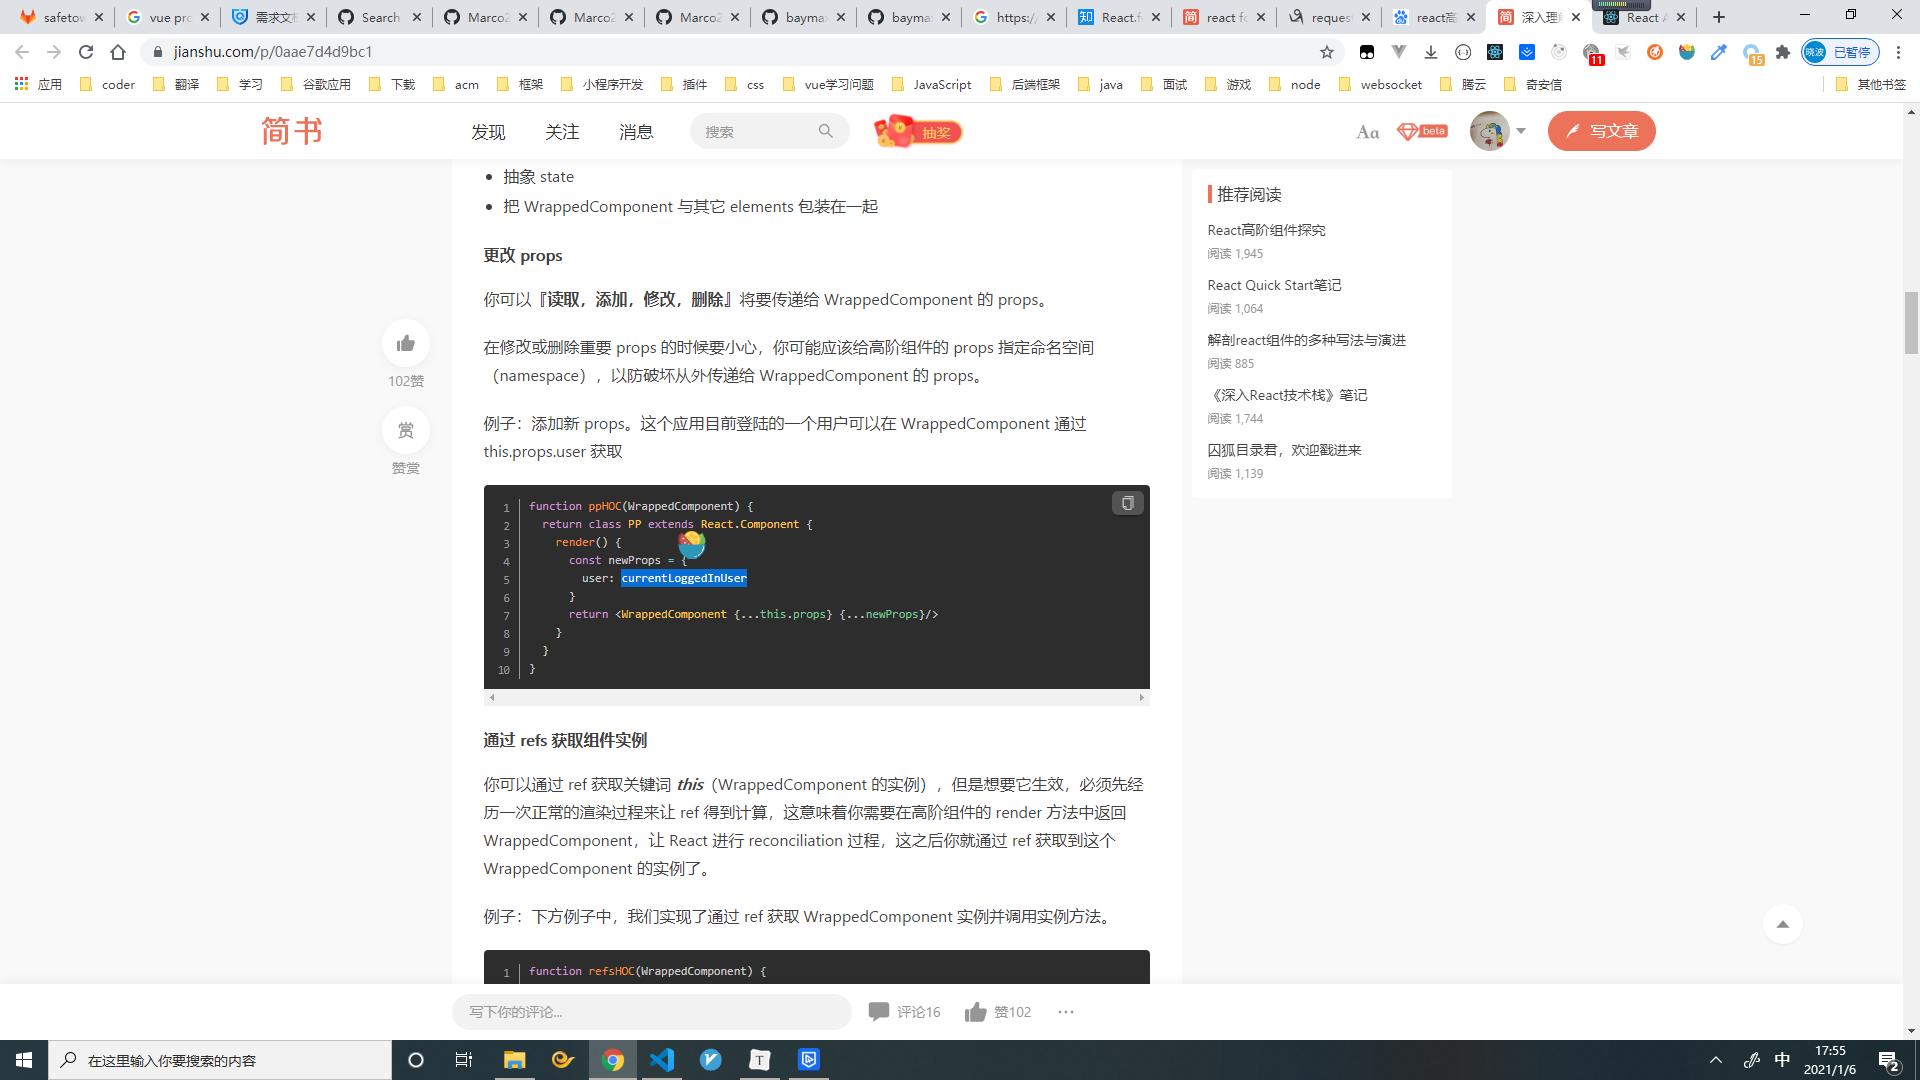 safetow
vue pro
需求文档
Search
Marco2
Marco2
Marco2
bayma
bayma
https:/
React.f
react fo
request
react高
深入理解
React A
jianshu.com/p/0aae7d4d9bc1
11
15
晓波 已暂停
应用 coder 翻译 学习 谷歌应用 下载 acm 框架 小程序开发 插件 css vue学习问题 JavaScript 后端框架 java 面试 游戏 node websocket 腾云 奇安信 其他书签
简书 发现 关注 消息 搜索 抽奖 Aa beta 写文章
抽象 state
把 WrappedComponent 与其它 elements 包装在一起
更改 props
你可以『读取，添加，修改，删除』将要传递给 WrappedComponent 的 props。
在修改或删除重要 props 的时候要小心，你可能应该给高阶组件的 props 指定命名空间
（namespace），以防破坏从外传递给 WrappedComponent 的 props。
例子：添加新 props。这个应用目前登陆的一个用户可以在 WrappedComponent 通过
this.props.user 获取
1 function ppHOC(WrappedComponent) {
2 return class PP extends React.Component {
3 render() {
4 const newProps = {
5 user: currentLoggedInUser
6 }
7 return <WrappedComponent {...this.props} {...newProps}/>
8 }
9 }
10 }
通过 refs 获取组件实例
你可以通过 ref 获取关键词 this（WrappedComponent 的实例），但是想要它生效，必须先经
历一次正常的渲染过程来让 ref 得到计算，这意味着你需要在高阶组件的 render 方法中返回
WrappedComponent，让 React 进行 reconciliation 过程，这之后你就通过 ref 获取到这个
WrappedComponent 的实例了。
例子：下方例子中，我们实现了通过 ref 获取 WrappedComponent 实例并调用实例方法。
1 function refsHOC(WrappedComponent) {
102赞
赏
赞赏
推荐阅读
React高阶组件探究
阅读 1,945
React Quick Start笔记
阅读 1,064
解剖react组件的多种写法与演进
阅读 885
《深入React技术栈》笔记
阅读 1,744
囚狐目录君，欢迎戳进来
阅读 1,139
写下你的评论...
评论16
赞102
在这里输入你要搜索的内容
T
中
17:55
2021/1/6
2